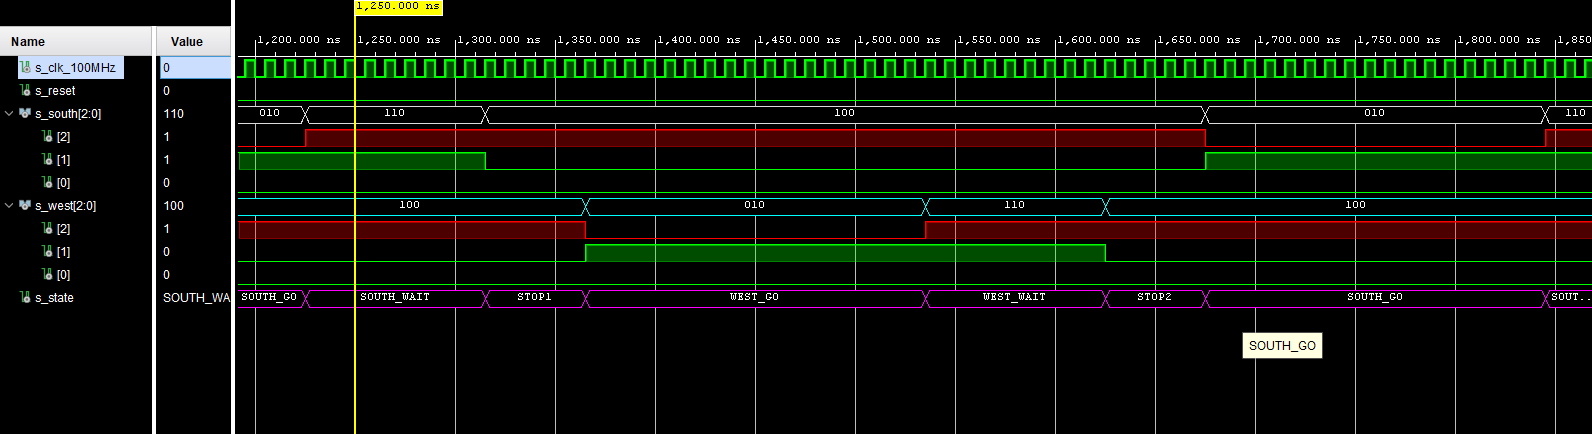 1,250.000 ns
Name Value
1,200.000 ns 1,250.000 ns 1,300.000 ns 1,350.000 ns 1,400.000 ns 1,450.000 ns 1,500.000 ns 1,550.000 ns 1,600.000 ns 1,650.000 ns 1,700.000 ns 1,750.000 ns 1,800.000 ns 1,850
s_clk_100MHz 0
s_reset 0
s_south[2:0] 110 010 110 100 010 110
[2] 1
[1] 1
[0] 0
s_west[2:0] 100 100 010 110 100
[2] 1
[1] 0
[0] 0
s_state SOUTH_WA SOUTH_GO SOUTH_WAIT STOP1 WEST_GO WEST_WAIT STOP2 SOUTH_GO SOUT...
SOUTH_GO